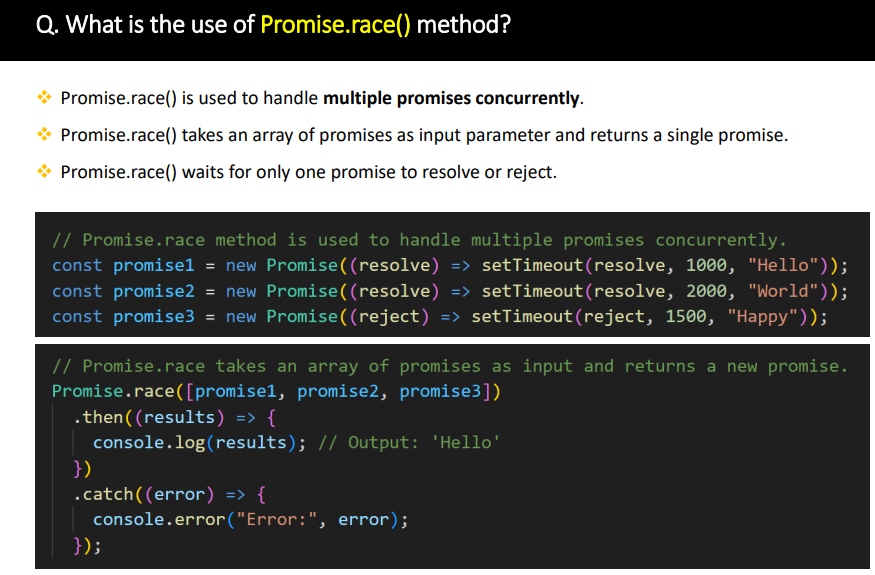 Q. What is the use of Promise.race() method?
❖ Promise.race() is used to handle multiple promises concurrently.
❖ Promise.race() takes an array of promises as input parameter and returns a single promise.
❖ Promise.race() waits for only one promise to resolve or reject.
// Promise.race method is used to handle multiple promises concurrently.
const promise1 = new Promise((resolve) => setTimeout(resolve, 1000, "Hello"));
const promise2 = new Promise((resolve) => setTimeout(resolve, 2000, "World"));
const promise3 = new Promise((reject) => setTimeout(reject, 1500, "Happy"));
// Promise.race takes an array of promises as input and returns a new promise.
Promise.race([promise1, promise2, promise3])
  .then((results) => {
    console.log(results); // Output: 'Hello'
  })
  .catch((error) => {
    console.error("Error:", error);
  });